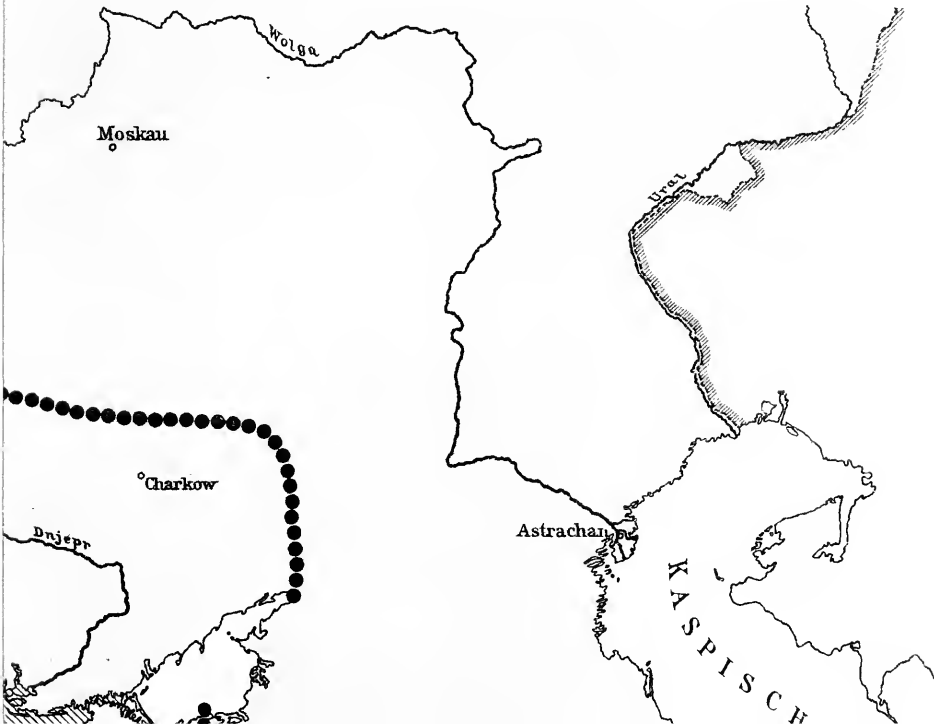 Wolga
Moskau
Ural
Charkow
Dnjepr
Astrachan
KASPISCH